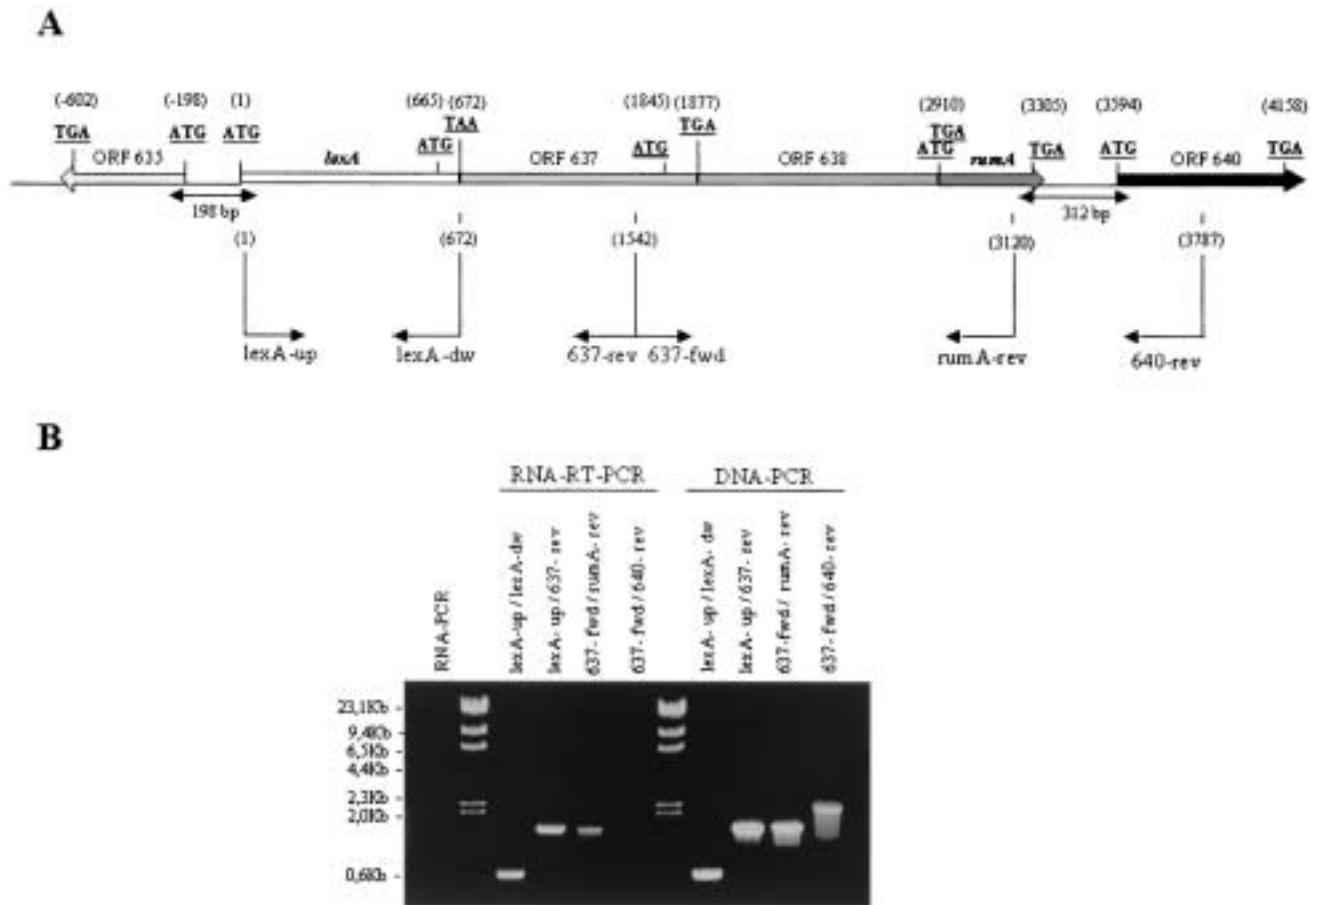 A
(-602) (-198) (1) (665) (672) (1845) (1877) (2910) (3305) (3594) (4158)
TGA ATG ATG ATG TAA ATG TGA ATG TGA TGA ATG TGA
ORF 635 lexA ORF 637 ORF 638 rumA ORF 640
198 bp 312 bp
(1) (672) (1542) (3120) (3787)
lexA-up lexA-dw 637-rev 637-fwd rumA-rev 640-rev
B
RNA-RT-PCR DNA-PCR
RNA-PCR
lexA-up / lexA-dw
lexA- up / 637- rev
637- fwd / rumA- rev
637- fwd / 640- rev
lexA- up / lexA- dw
lexA- up / 637- rev
637-fwd / rumA- rev
637- fwd / 640- rev
23,1Kb -
9,4Kb -
6,5Kb -
4,4Kb -
2,3Kb -
2,0Kb -
0,6Kb -